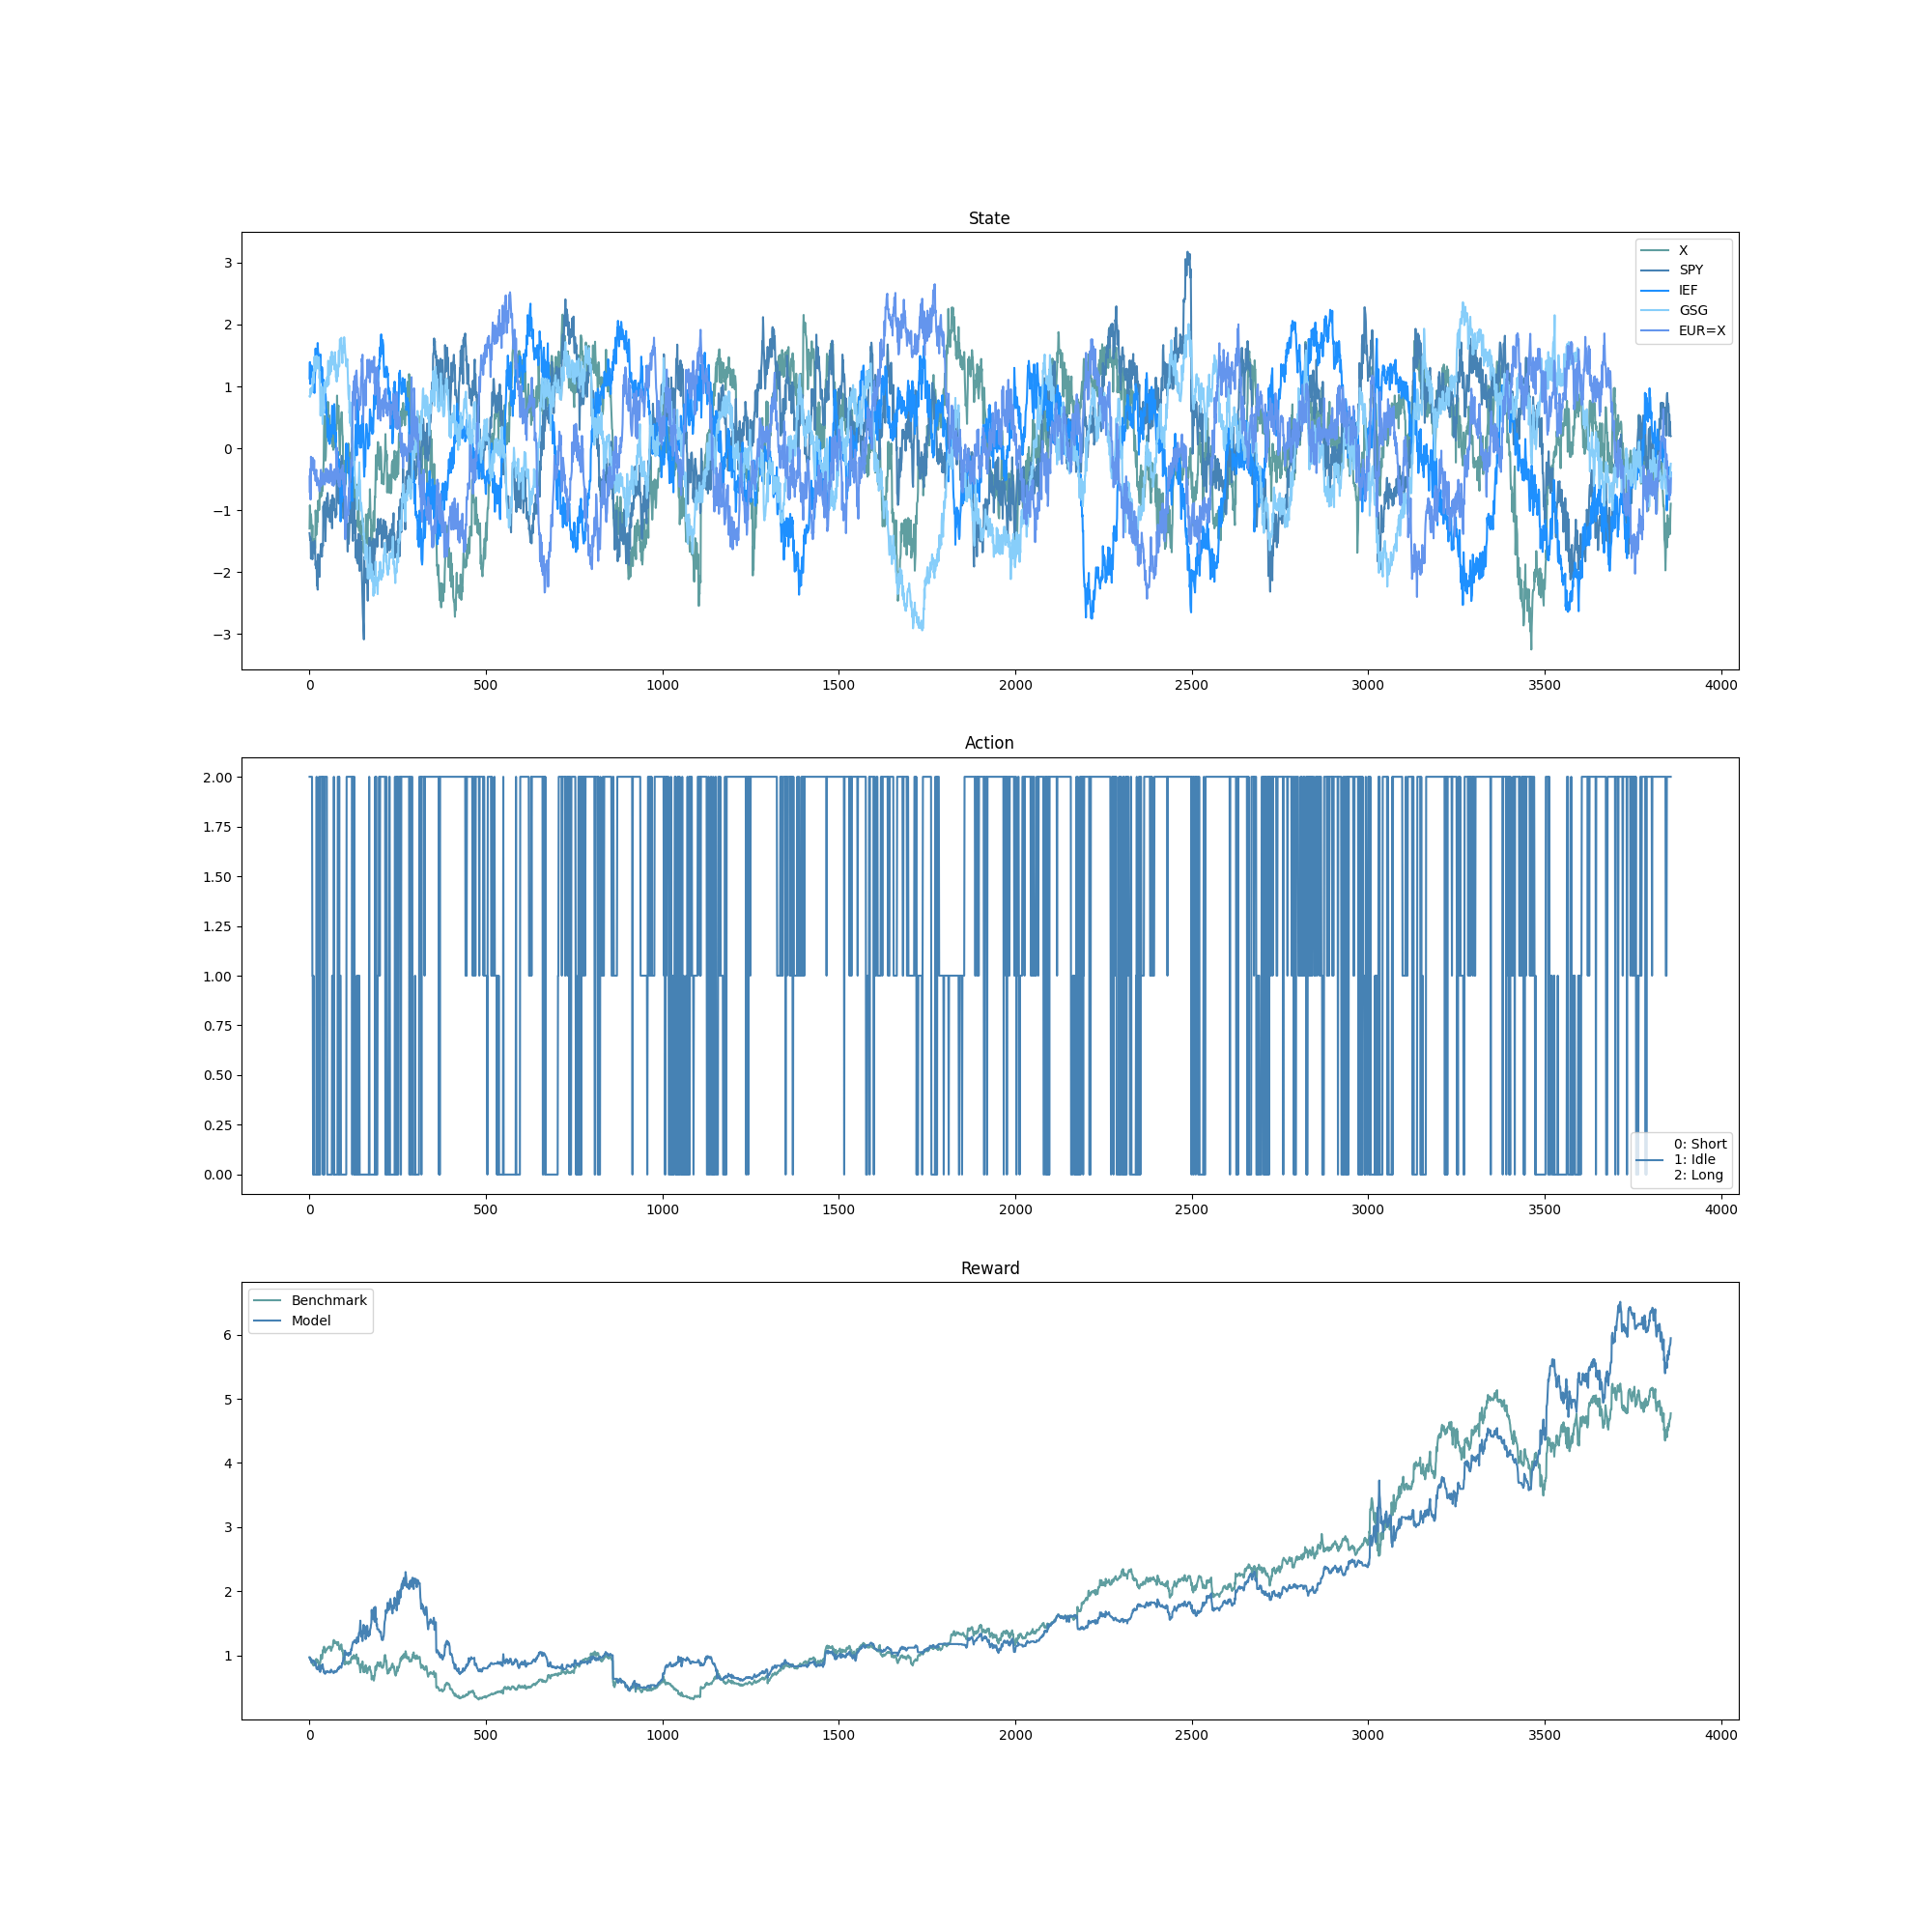 State
3
2
1
0
−1
−2
−3
X
SPY
IEF
GSG
EUR=X
0 500 1000 1500 2000 2500 3000 3500 4000
Action
2.00
1.75
1.50
1.25
1.00
0.75
0.50
0.25
0.00
0: Short
1: Idle
2: Long
0 500 1000 1500 2000 2500 3000 3500 4000
Reward
Benchmark
Model
6
5
4
3
2
1
0 500 1000 1500 2000 2500 3000 3500 4000